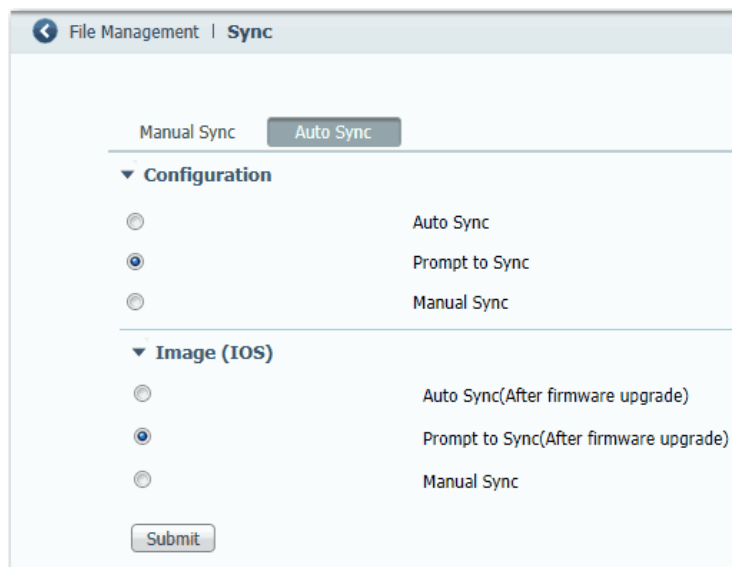 File Management | Sync
Manual Sync Auto Sync
Configuration
Auto Sync
Prompt to Sync
Manual Sync
Image (IOS)
Auto Sync(After firmware upgrade)
Prompt to Sync(After firmware upgrade)
Manual Sync
Submit